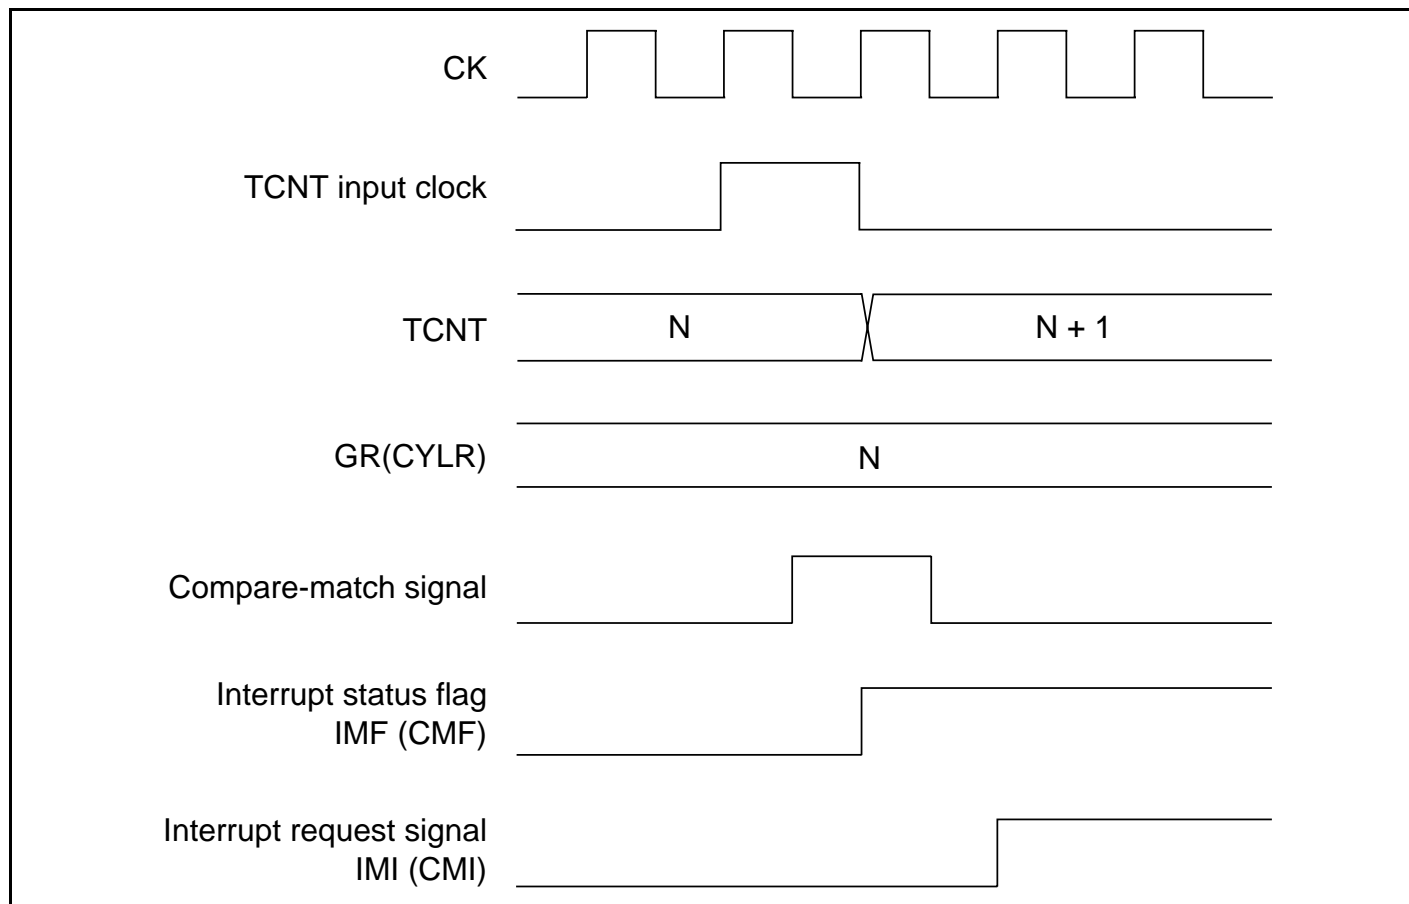 CK
TCNT input clock
TCNT
N
N + 1
GR(CYLR)
N
Compare-match signal
Interrupt status flag
IMF (CMF)
Interrupt request signal
IMI (CMI)